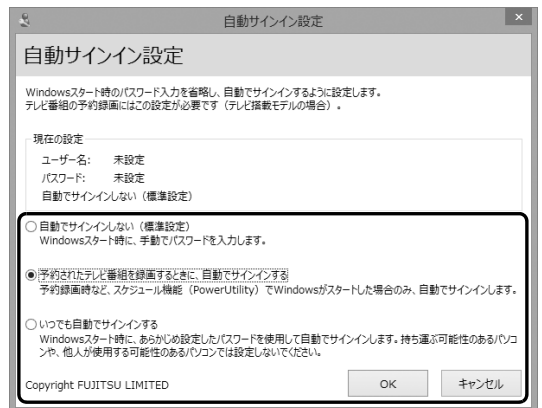 自動サインイン設定
自動サインイン設定
Windowsスタート時のパスワード入力を省略し、自動でサインインするように設定します。
テレビ番組の予約録画にはこの設定が必要です（テレビ搭載モデルの場合）。
現在の設定
ユーザー名: 未設定
パスワード: 未設定
自動でサインインしない（標準設定）
自動でサインインしない（標準設定）
Windowsスタート時に、手動でパスワードを入力します。
予約されたテレビ番組を録画するときに、自動でサインインする
予約録画時など、スケジュール機能（PowerUtility）でWindowsがスタートした場合のみ、自動でサインインします。
いつでも自動でサインインする
Windowsスタート時に、あらかじめ設定したパスワードを使用して自動でサインインします。持ち運ぶ可能性のあるパソコ
ンや、他人が使用する可能性のあるパソコンでは設定しないでください。
Copyright FUJITSU LIMITED OK キャンセル